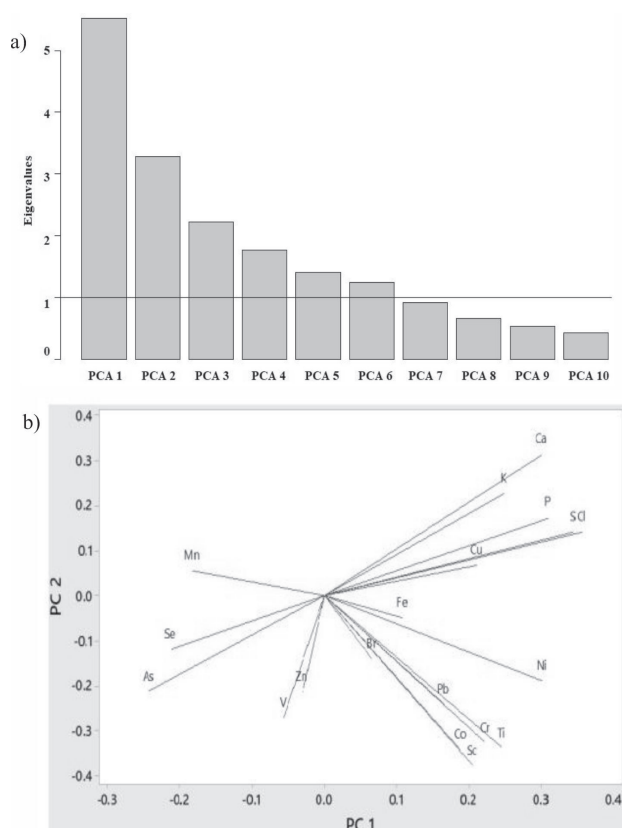 a)
5
4
3
2
1
0
Eigenvalues
PCA 1 PCA 2 PCA 3 PCA 4 PCA 5 PCA 6 PCA 7 PCA 8 PCA 9 PCA 10
b)
0.4
0.3
0.2
0.1
0.0
-0.1
-0.2
-0.3
-0.4
PC 2
Ca
K
P
S Cl
Cu
Mn
Fe
Br
Se
As
Zn
V
Ni
Pb
Co
Cr
Ti
Sc
-0.3 -0.2 -0.1 0.0 0.1 0.2 0.3 0.4
PC 1